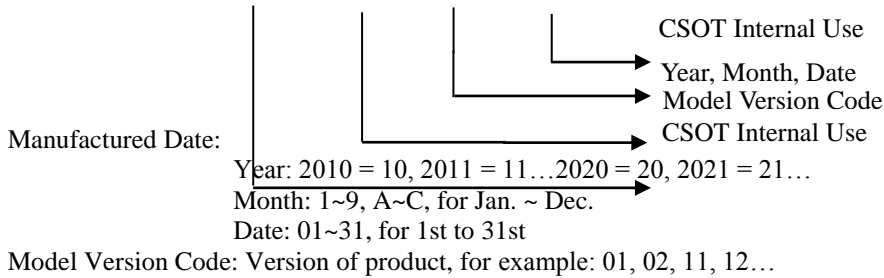 CSOT Internal Use
Year, Month, Date
Model Version Code
CSOT Internal Use
Manufactured Date:
Year: 2010 = 10, 2011 = 11…2020 = 20, 2021 = 21…
Month: 1~9, A~C, for Jan. ~ Dec.
Date: 01~31, for 1st to 31st
Model Version Code: Version of product, for example: 01, 02, 11, 12…